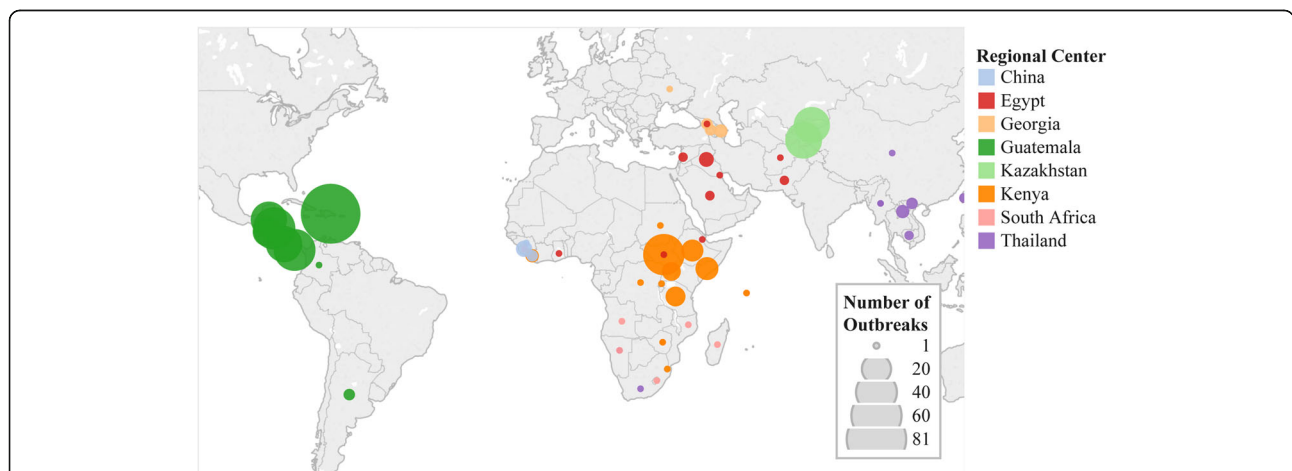 Regional Center
China
Egypt
Georgia
Guatemala
Kazakhstan
Kenya
South Africa
Thailand
Number of
Outbreaks
1
20
40
60
81